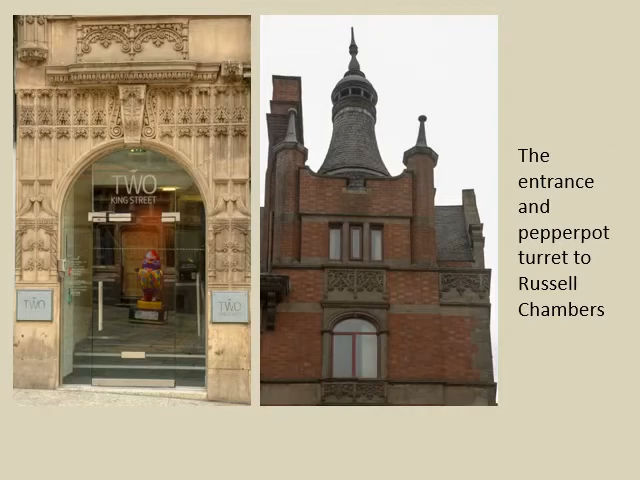 TWO
KING STREET
TWO
TWO
The
entrance
and
pepperpot
turret to
Russell
Chambers